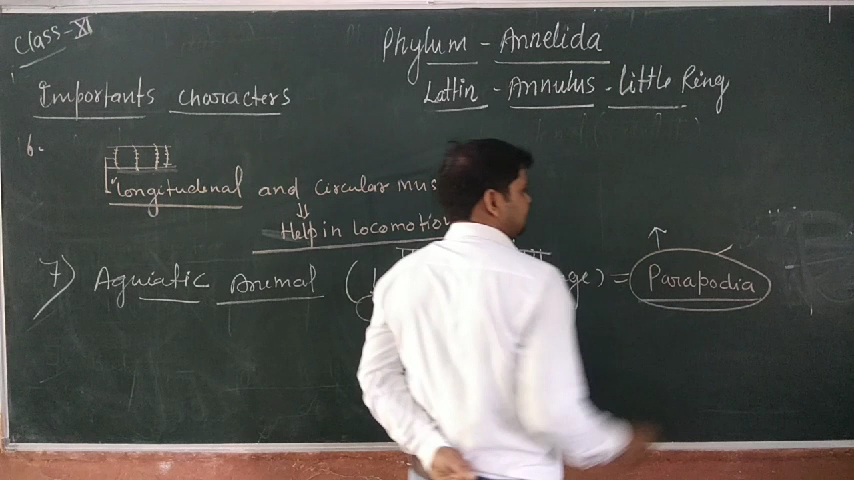 Class-XI
Phylum - Annelida
Lattin - Annulus - little Ring
Importants characters
6.
longitudenal and Circular mus
Help in locomotion
7) Aquiatic Animal ( ge) = Parapodia